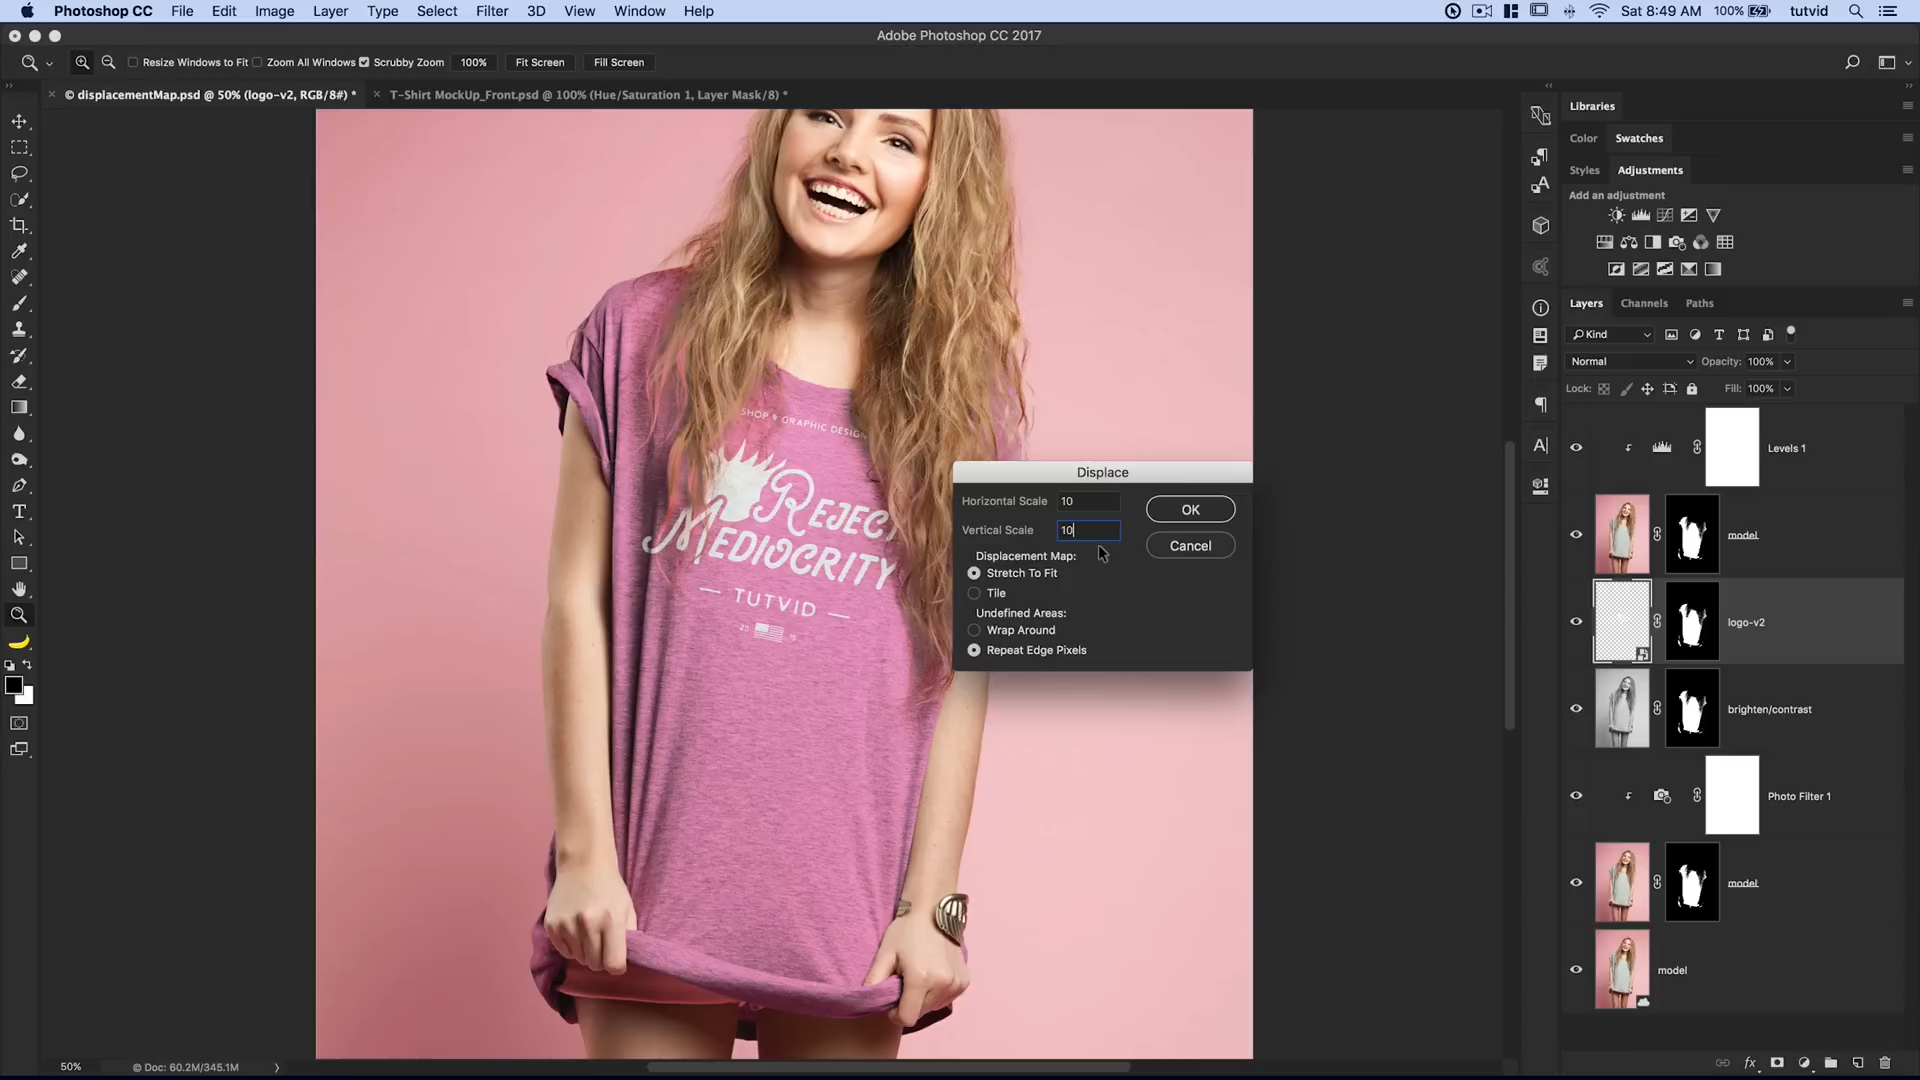 Photoshop CC File Edit Image Layer Type Select Filter 3D View Window Help Sat 8:49 AM 100% tutvid
Adobe Photoshop CC 2017
Resize Windows to Fit Zoom All Windows Scrubby Zoom 100% Fit Screen Fill Screen
© displacementMap.psd @ 50% (logo-v2, RGB/8#) * T-Shirt MockUp_Front.psd @ 100% (Hue/Saturation 1, Layer Mask/8) *
Libraries
Color Swatches
Styles Adjustments
Add an adjustment
Layers Channels Paths
Kind
Normal Opacity: 100%
Lock: Fill: 100%
Levels 1
model
logo-v2
brighten/contrast
Photo Filter 1
model
model
SHOP & GRAPHIC DESIGN
REJECT
MEDIOCRITY
— TUTVID —
20 15
Displace
Horizontal Scale 10 OK
Vertical Scale 10 Cancel
Displacement Map:
Stretch To Fit
Tile
Undefined Areas:
Wrap Around
Repeat Edge Pixels
50% © Doc: 60.2M/345.1M